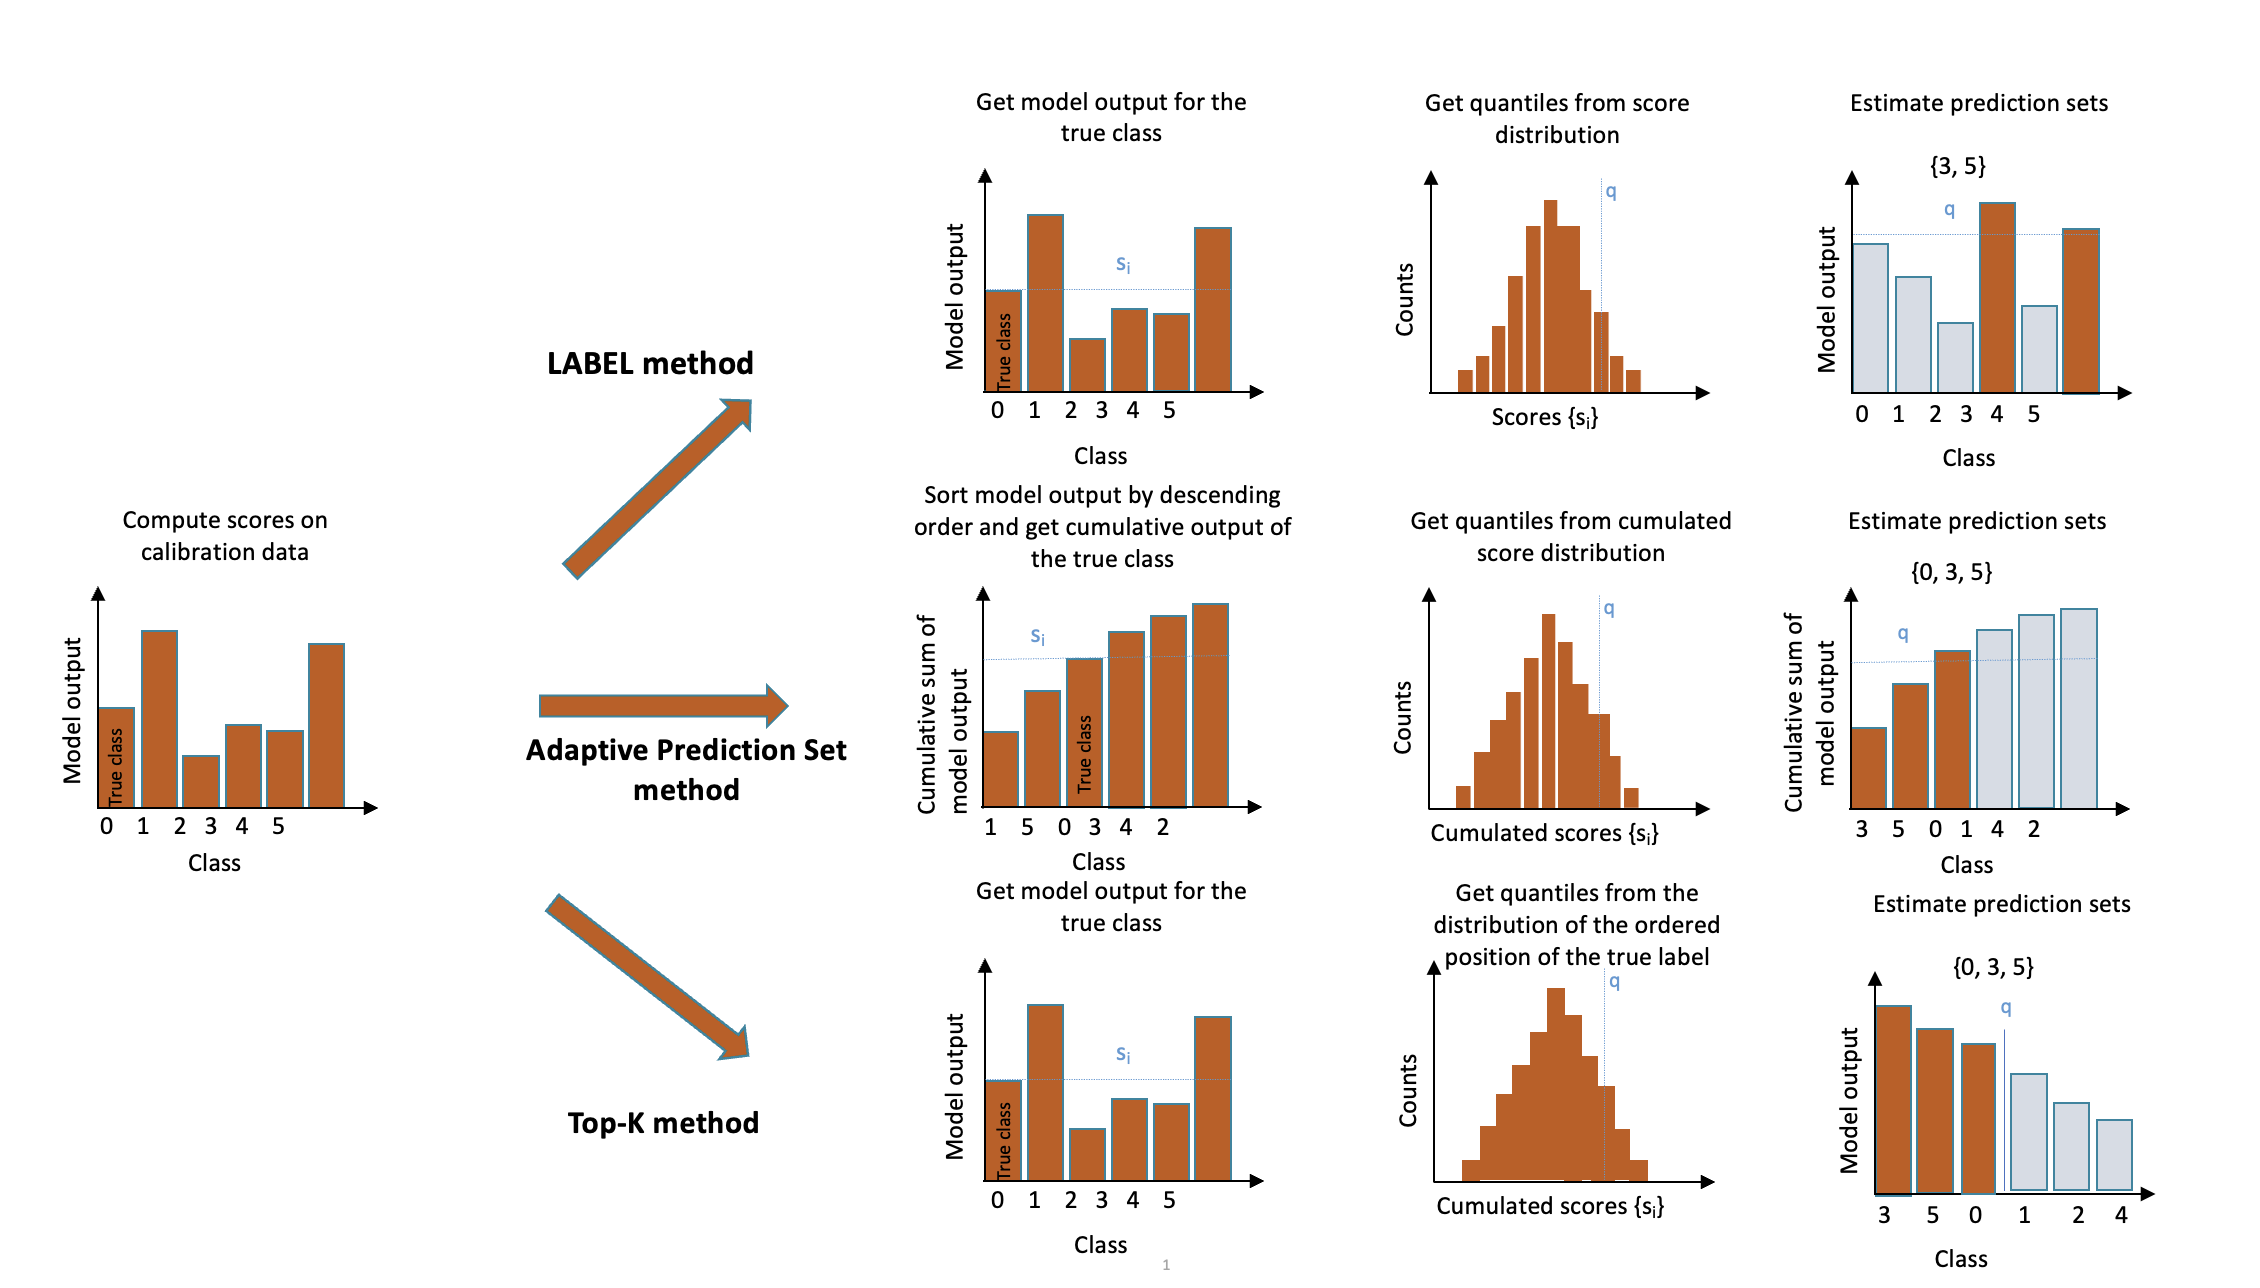 Get model output for the
true class
Model output
True class
si
0 1 2 3 4 5
Class
Get quantiles from score
distribution
q
Counts
Scores {si}
Estimate prediction sets
{3, 5}
q
Model output
0 1 2 3 4 5
Class
LABEL method
Compute scores on
calibration data
Model output
True class
0 1 2 3 4 5
Class
Adaptive Prediction Set
method
Sort model output by descending
order and get cumulative output of
the true class
Cumulative sum of
model output
si
True class
1 5 0 3 4 2
Class
Get quantiles from cumulated
score distribution
q
Counts
Cumulated scores {si}
Estimate prediction sets
{0, 3, 5}
q
Cumulative sum of
model output
3 5 0 1 4 2
Class
Top-K method
Get model output for the
true class
Model output
True class
si
0 1 2 3 4 5
Class
Get quantiles from the
distribution of the ordered
position of the true label
q
Counts
Cumulated scores {si}
Estimate prediction sets
{0, 3, 5}
q
Model output
3 5 0 1 2 4
Class
1